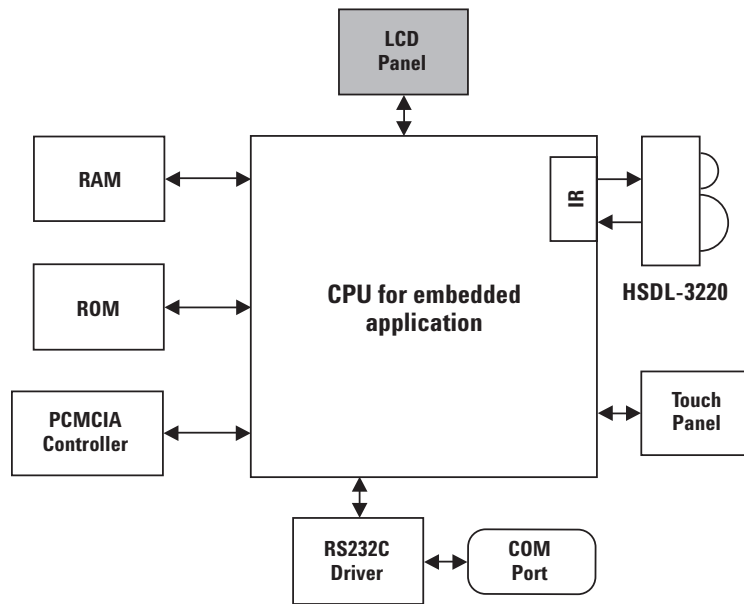 LCD
Panel
RAM
IR
HSDL-3220
ROM
CPU for embedded
application
PCMCIA
Controller
Touch
Panel
RS232C
Driver
COM
Port